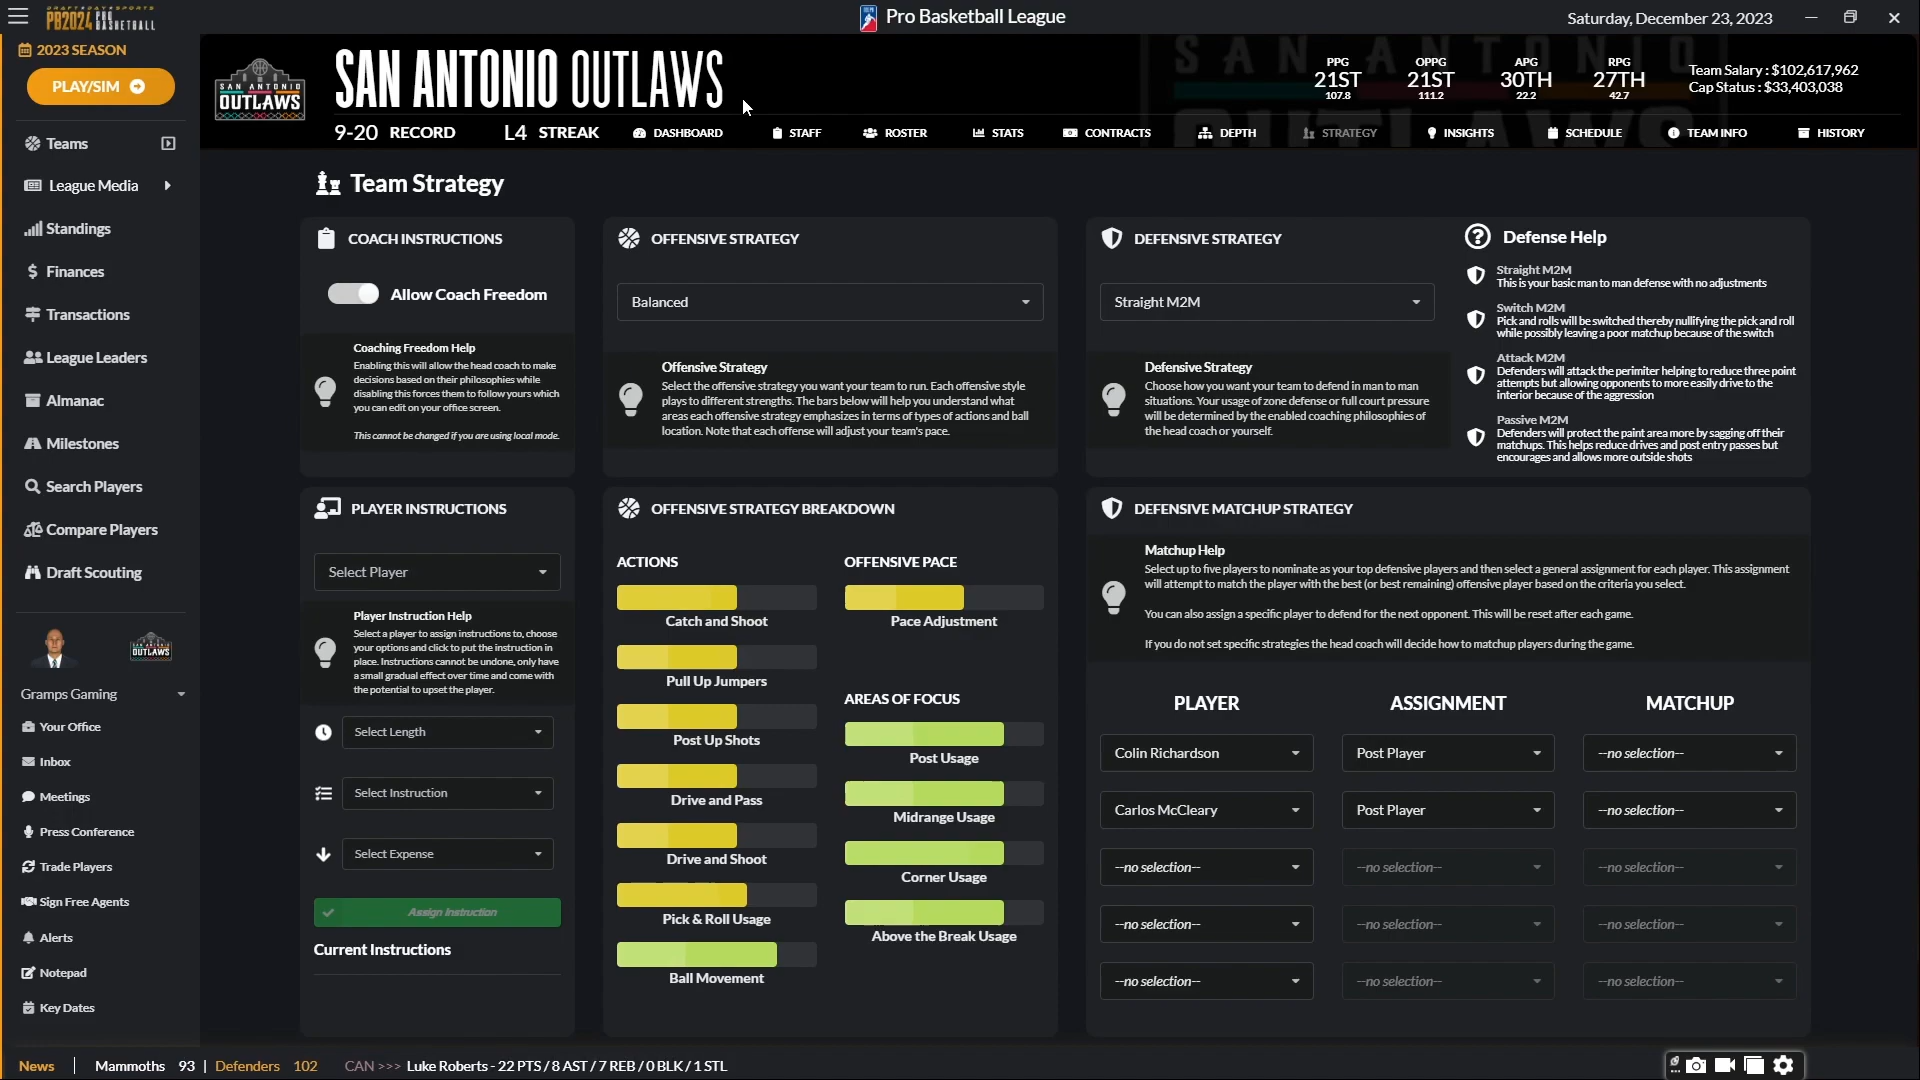 DRAFT DAY SPORTS
PB2024 PRO BASKETBALL
Pro Basketball League
Saturday, December 23, 2023
2023 SEASON
PLAY/SIM
Teams
League Media
Standings
Finances
Transactions
League Leaders
Almanac
Milestones
Search Players
Compare Players
Draft Scouting
OUTLAWS
Gramps Gaming
Your Office
Inbox
Meetings
Press Conference
Trade Players
Sign Free Agents
Alerts
Notepad
Key Dates
SAN ANTONIO
OUTLAWS
SAN ANTONIO OUTLAWS
SAN ANTONIO
OUTLAWS
PPG
21ST
107.8
OPPG
21ST
111.2
APG
30TH
22.2
RPG
27TH
42.7
Team Salary : $102,617,962
Cap Status : $33,403,038
9-20 RECORD
L4 STREAK
DASHBOARD
STAFF
ROSTER
STATS
CONTRACTS
DEPTH
STRATEGY
INSIGHTS
SCHEDULE
TEAM INFO
HISTORY
Team Strategy
COACH INSTRUCTIONS
Allow Coach Freedom
Coaching Freedom Help
Enabling this will allow the head coach to make
decisions based on their philosophies while
disabling this forces them to follow yours which
you can edit on your office screen.
This cannot be changed if you are using local mode.
OFFENSIVE STRATEGY
Balanced
Offensive Strategy
Select the offensive strategy you want your team to run. Each offensive style
plays to different strengths. The bars below will help you understand what
areas each offensive strategy emphasizes in terms of types of actions and ball
location. Note that each offense will adjust your team's pace.
DEFENSIVE STRATEGY
Straight M2M
Defensive Strategy
Choose how you want your team to defend in man to man
situations. Your usage of zone defense or full court pressure
will be determined by the enabled coaching philosophies of
the head coach or yourself.
Defense Help
Straight M2M
This is your basic man to man defense with no adjustments
Switch M2M
Pick and rolls will be switched thereby nullifying the pick and roll
while possibly leaving a poor matchup because of the switch
Attack M2M
Defenders will attack the perimiter helping to reduce three point
attempts but allowing opponents to more easily drive to the
interior because of the aggression
Passive M2M
Defenders will protect the paint area more by sagging off their
matchups. This helps reduce drives and post entry passes but
encourages and allows more outside shots
PLAYER INSTRUCTIONS
Select Player
Player Instruction Help
Select a player to assign instructions to, choose
your options and click to put the instruction in
place. Instructions cannot be undone, only have
a small gradual effect over time and come with
the potential to upset the player.
Select Length
Select Instruction
Select Expense
Assign Instruction
Current Instructions
OFFENSIVE STRATEGY BREAKDOWN
ACTIONS
Catch and Shoot
Pull Up Jumpers
Post Up Shots
Drive and Pass
Drive and Shoot
Pick & Roll Usage
Ball Movement
OFFENSIVE PACE
Pace Adjustment
AREAS OF FOCUS
Post Usage
Midrange Usage
Corner Usage
Above the Break Usage
DEFENSIVE MATCHUP STRATEGY
Matchup Help
Select up to five players to nominate as your top defensive players and then select a general assignment for each player. This assignment
will attempt to match the player with the best (or best remaining) offensive player based on the criteria you select.
You can also assign a specific player to defend for the next opponent. This will be reset after each game.
If you do not set specific strategies the head coach will decide how to matchup players during the game.
PLAYER ASSIGNMENT MATCHUP
Colin Richardson Post Player --no selection--
Carlos McCleary Post Player --no selection--
--no selection-- --no selection-- --no selection--
--no selection-- --no selection-- --no selection--
--no selection-- --no selection-- --no selection--
News | Mammoths 93 | Defenders 102 CAN >>> Luke Roberts - 22 PTS / 8 AST / 7 REB / 0 BLK / 1 STL